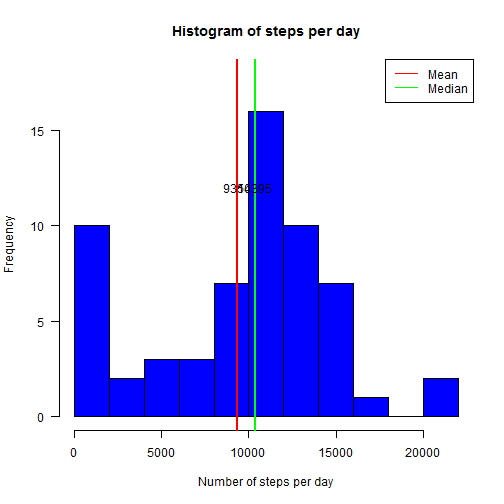 Histogram of steps per day
Mean
Median
Frequency
15
10
5
0
10395
0
5000
10000
15000
20000
Number of steps per day